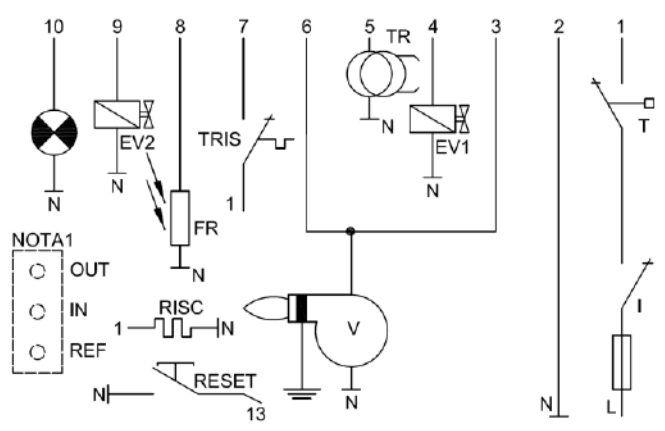 10 9 8 7 6 5 4 3 2 1
TR
T
TRIS
EV2
EV1
N
N
N
N
1
FR
N
NOTA1
OUT
IN
REF
RISC
1
N
V
I
RESET
N
13
N
N
L